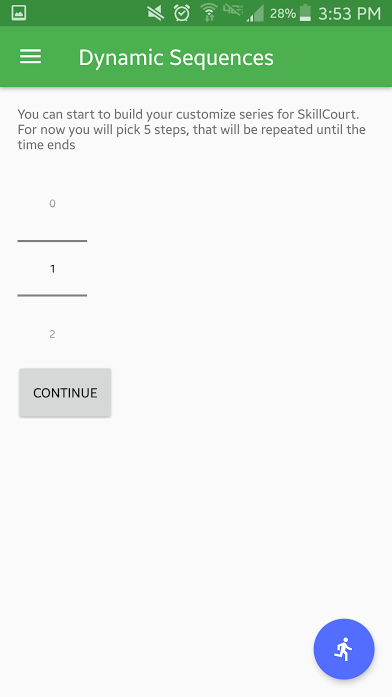 28% 3:53 PM
Dynamic Sequences
You can start to build your customize series for SkillCourt.
For now you will pick 5 steps, that will be repeated until the
time ends
0
1
2
CONTINUE